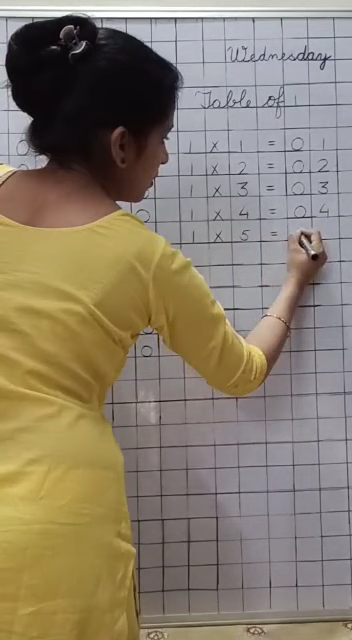 Wednesday
Table of 1
1 x 1 = 0 1
1 x 2 = 0 2
1 x 3 = 0 3
1 x 4 = 0 4
1 x 5 =